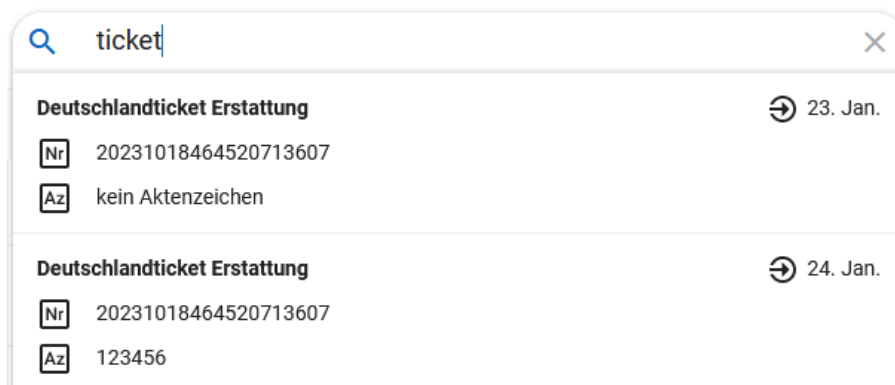 ticket
Deutschlandticket Erstattung 23. Jan.
Nr 20231018464520713607
Az kein Aktenzeichen
Deutschlandticket Erstattung 24. Jan.
Nr 20231018464520713607
Az 123456